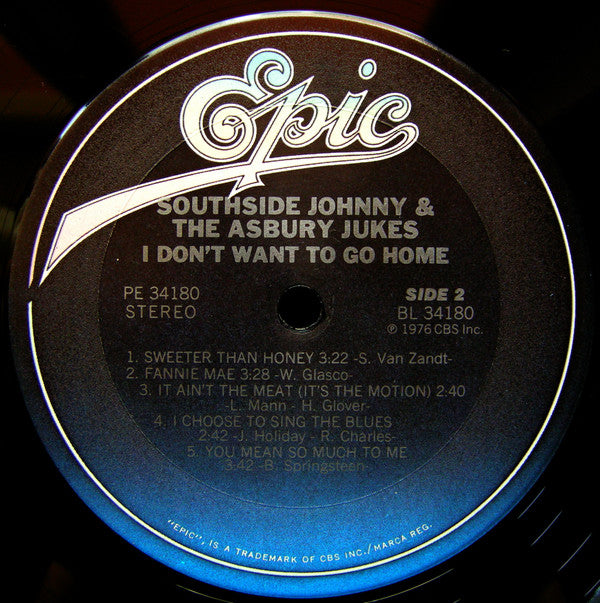 Epic
SOUTHSIDE JOHNNY &
THE ASBURY JUKES
I DON'T WANT TO GO HOME
PE 34180
STEREO
SIDE 2
BL 34180
℗ 1976 CBS Inc.
1. SWEETER THAN HONEY 3:22 -S. Van Zandt-
2. FANNIE MAE 3:28 -W. Glasco-
3. IT AIN'T THE MEAT (IT'S THE MOTION) 2:40
-L. Mann - H. Glover-
4. I CHOOSE TO SING THE BLUES
2:42 -J. Holiday - R. Charles-
5. YOU MEAN SO MUCH TO ME
3:42 -B. Springsteen-
"EPIC", IS A TRADEMARK OF CBS INC./MARCA REG.